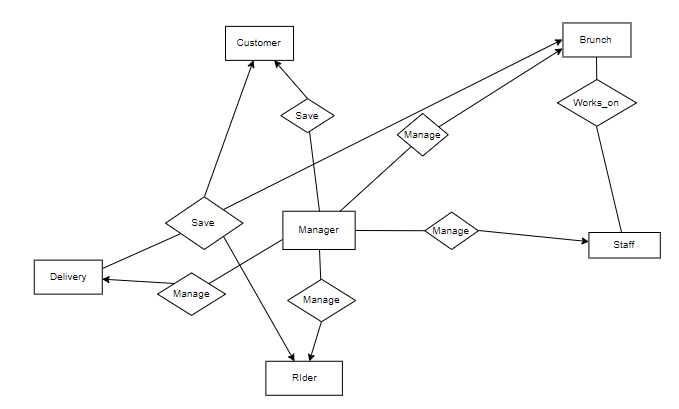 Brunch
Customer
Works_on
Save
Manage
Save
Manager
Manage
Staff
Delivery
Manage
Manage
RIder